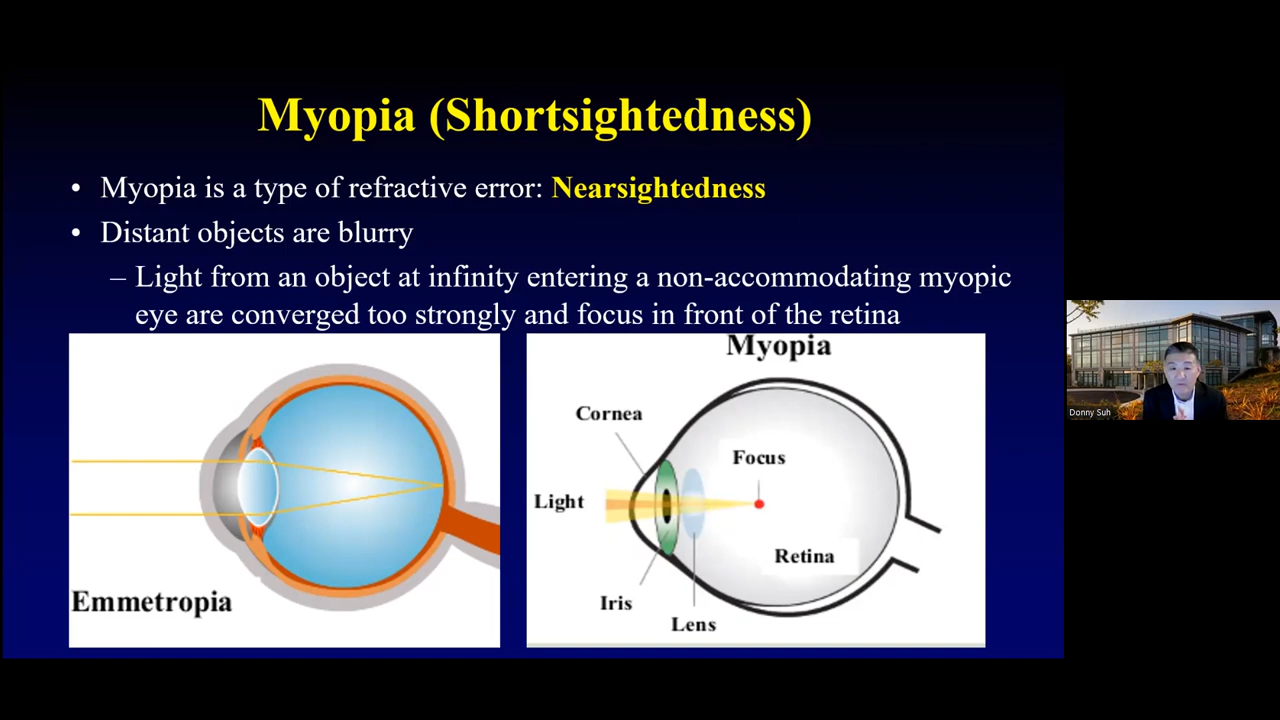 Myopia (Shortsightedness)
• Myopia is a type of refractive error: Nearsightedness
• Distant objects are blurry
– Light from an object at infinity entering a non-accommodating myopic
eye are converged too strongly and focus in front of the retina
Emmetropia
Myopia
Cornea
Focus
Light
Retina
Iris
Lens
Donny Suh